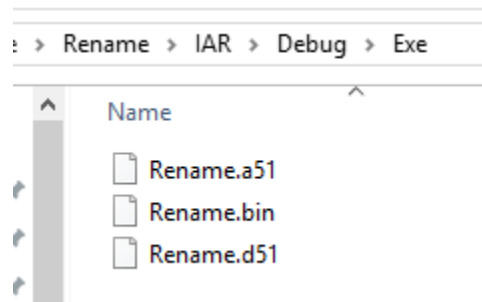 > Rename > IAR > Debug > Exe
Name
Rename.a51
Rename.bin
Rename.d51